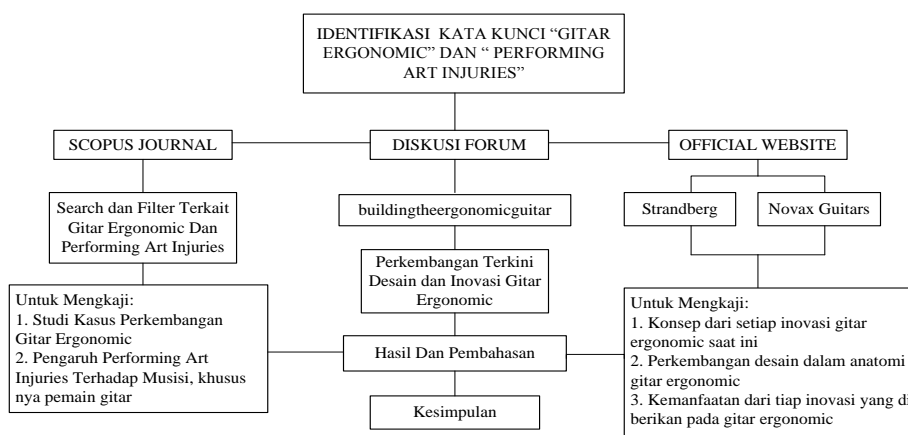 IDENTIFIKASI KATA KUNCI “GITAR
ERGONOMIC” DAN “ PERFORMING
ART INJURIES”
SCOPUS JOURNAL
DISKUSI FORUM
OFFICIAL WEBSITE
Search dan Filter Terkait
Gitar Ergonomic Dan
Performing Art Injuries
buildingtheergonomicguitar
Strandberg
Novax Guitars
Perkembangan Terkini
Desain dan Inovasi Gitar
Ergonomic
Untuk Mengkaji:
1. Studi Kasus Perkembangan
Gitar Ergonomic
2. Pengaruh Performing Art
Injuries Terhadap Musisi, khusus
nya pemain gitar
Hasil Dan Pembahasan
Untuk Mengkaji:
1. Konsep dari setiap inovasi gitar
ergonomic saat ini
2. Perkembangan desain dalam anatomi
gitar ergonomic
3. Kemanfaatan dari tiap inovasi yang di
berikan pada gitar ergonomic
Kesimpulan